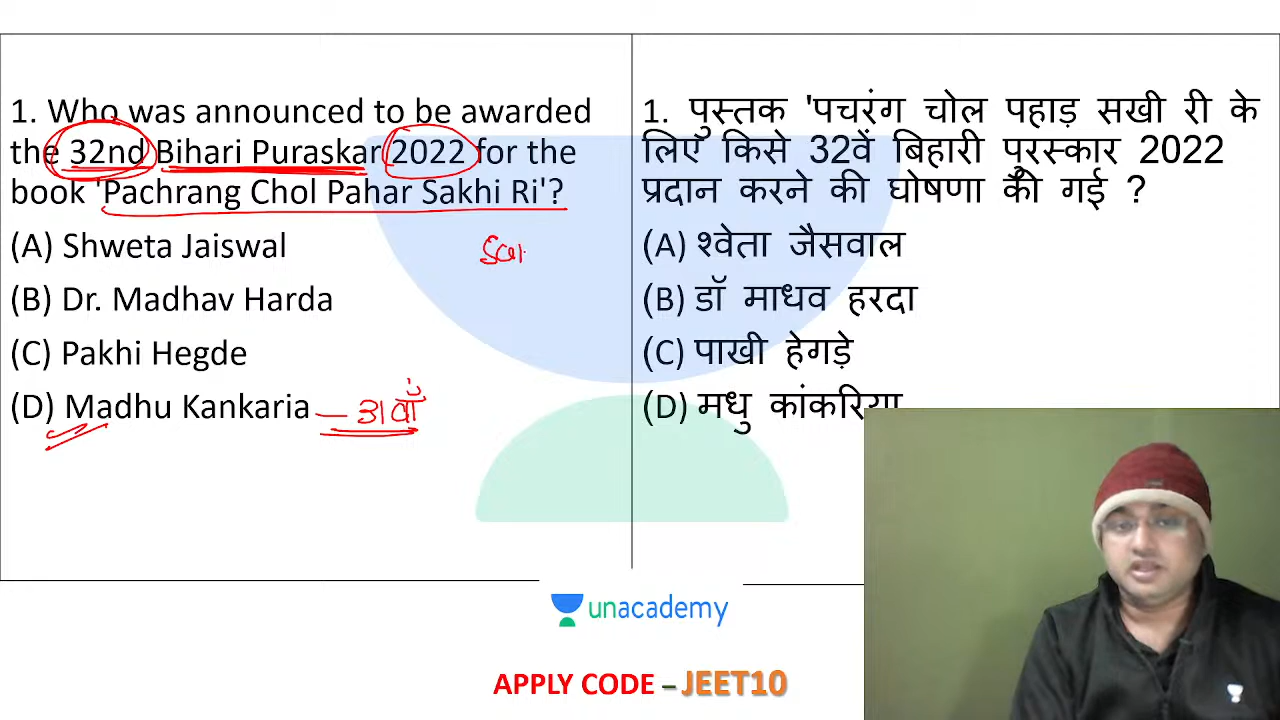 1. Who was announced to be awarded
the 32nd Bihari Puraskar 2022 for the
book 'Pachrang Chol Pahar Sakhi Ri'?
(A) Shweta Jaiswal
(B) Dr. Madhav Harda
(C) Pakhi Hegde
(D) Madhu Kankaria – 31वाँ
1. पुस्तक 'पचरंग चोल पहाड़ सखी री के
लिए किसे 32वें बिहारी पुरस्कार 2022
प्रदान करने की घोषणा की गई ?
(A) श्वेता जैसवाल
(B) डॉ माधव हरदा
(C) पाखी हेगड़े
(D) मधु कांकरिया
unacademy
APPLY CODE – JEET10